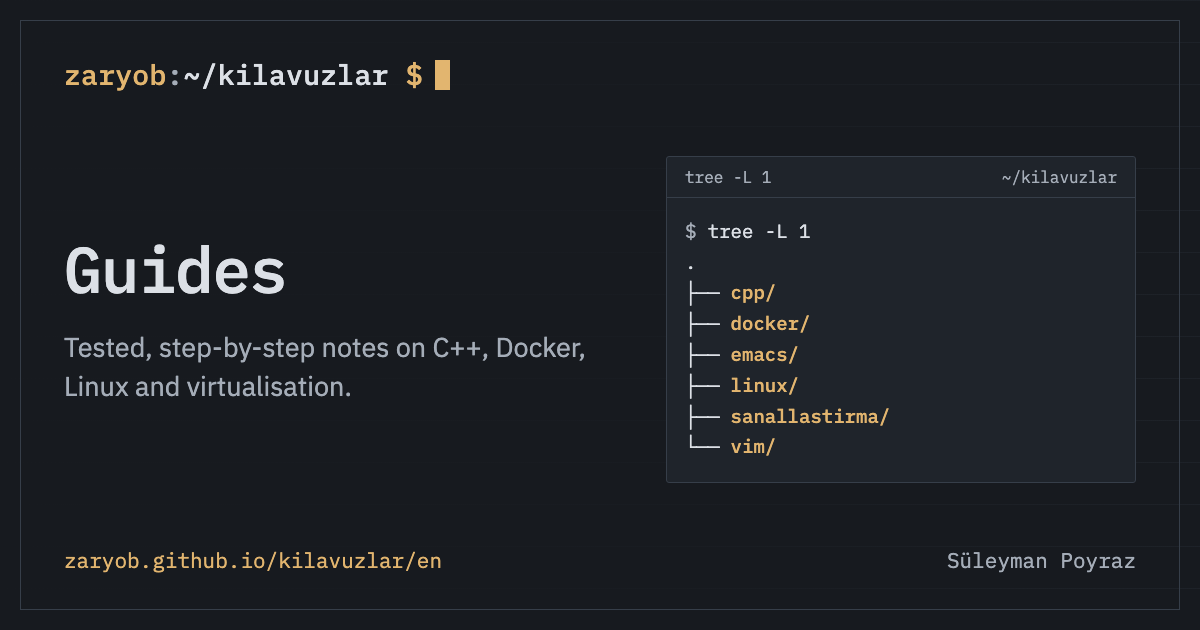 zaryob:~/kilavuzlar $
Guides
Tested, step-by-step notes on C++, Docker,
Linux and virtualisation.
tree -L 1 ~/kilavuzlar
$ tree -L 1
.
├── cpp/
├── docker/
├── emacs/
├── linux/
├── sanallastirma/
└── vim/
zaryob.github.io/kilavuzlar/en
Süleyman Poyraz